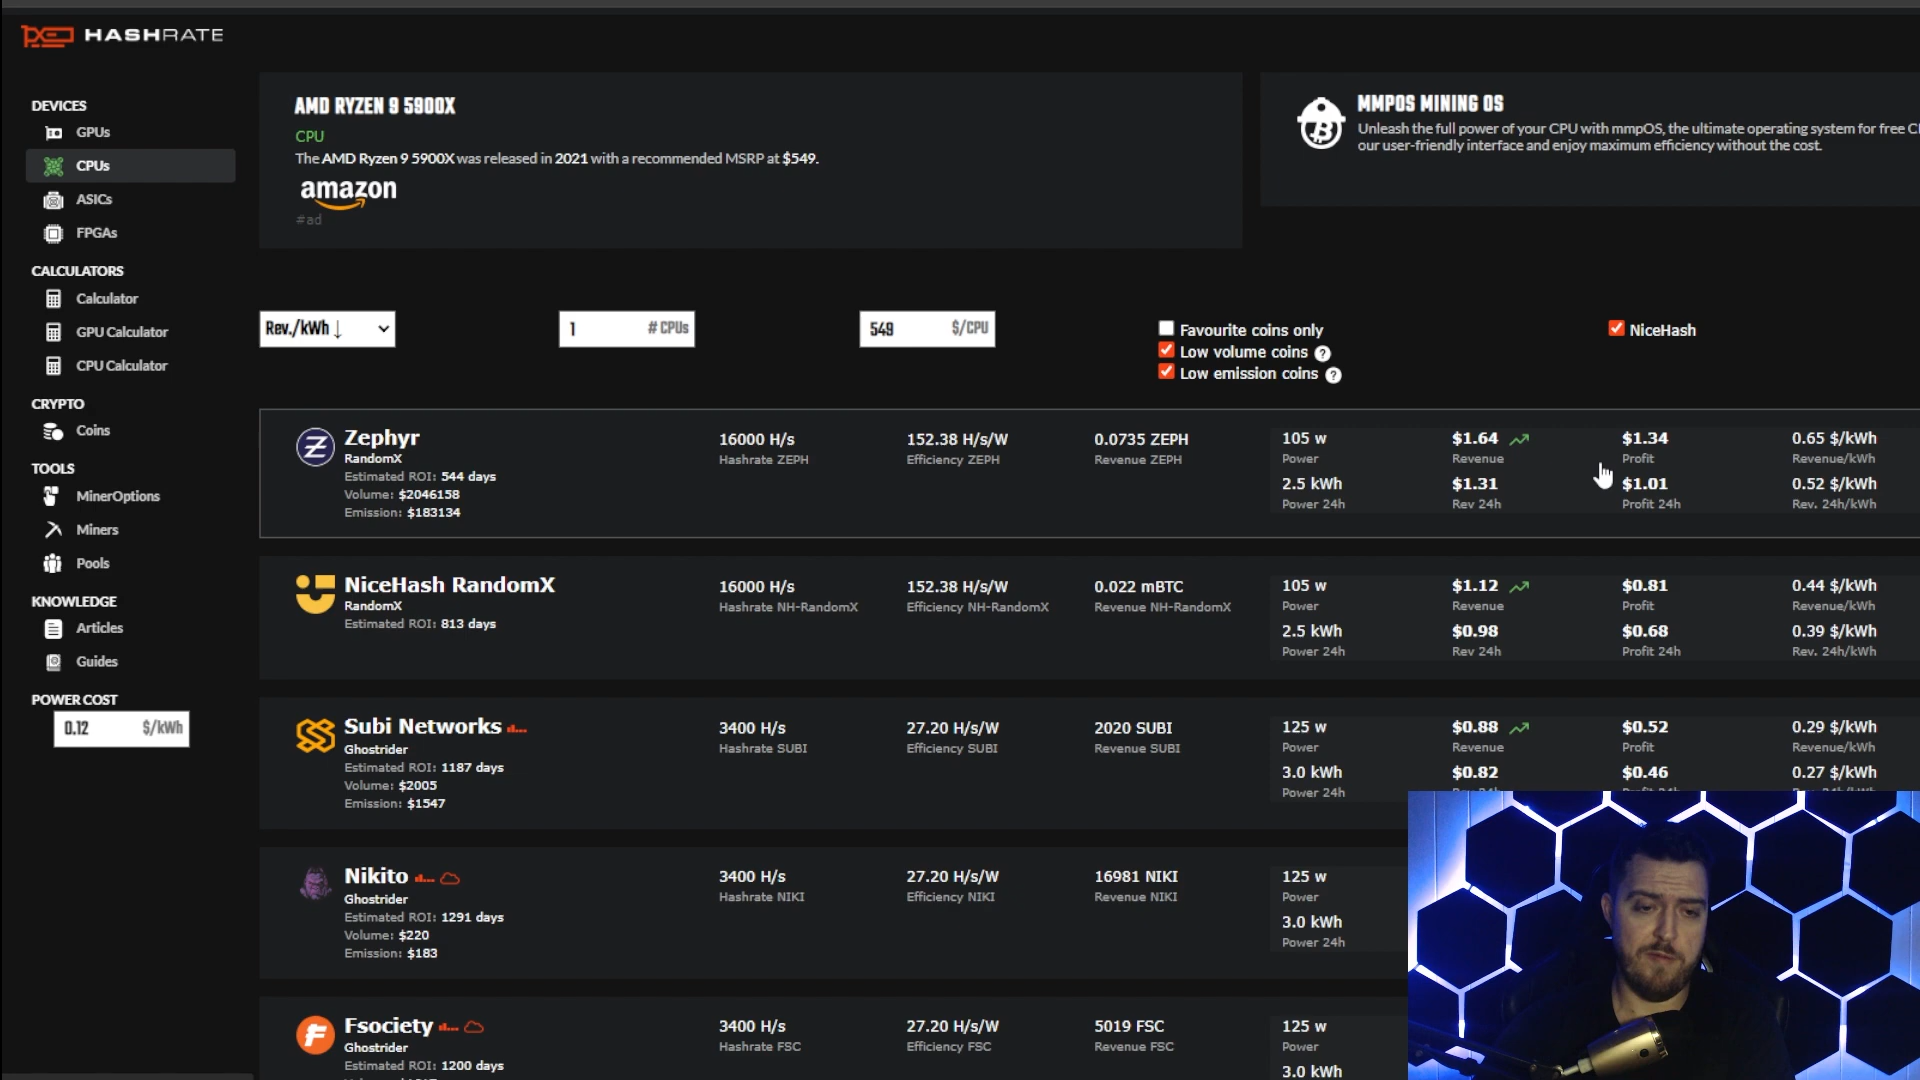 HASHRATE
DEVICES
GPUs
CPUs
ASICs
FPGAs
CALCULATORS
Calculator
GPU Calculator
CPU Calculator
CRYPTO
Coins
TOOLS
MinerOptions
Miners
Pools
KNOWLEDGE
Articles
Guides
POWER COST
0.12 $/kWh
AMD RYZEN 9 5900X
CPU
The AMD Ryzen 9 5900X was released in 2021 with a recommended MSRP at $549.
amazon
#ad
MMPOS MINING OS
Unleash the full power of your CPU with mmpOS, the ultimate operating system for free
our user-friendly interface and enjoy maximum efficiency without the cost.
Rev./kWh ↓
1 # CPUs
549 $/CPU
Favourite coins only
Low volume coins ?
Low emission coins ?
NiceHash
Zephyr
RandomX
Estimated ROI: 544 days
Volume: $2046158
Emission: $183134
16000 H/s
Hashrate ZEPH
152.38 H/s/W
Efficiency ZEPH
0.0735 ZEPH
Revenue ZEPH
105 w
Power
2.5 kWh
Power 24h
$1.64
Revenue
$1.31
Rev 24h
$1.34
Profit
$1.01
Profit 24h
0.65 $/kWh
Revenue/kWh
0.52 $/kWh
Rev. 24h/kWh
NiceHash RandomX
RandomX
Estimated ROI: 813 days
16000 H/s
Hashrate NH-RandomX
152.38 H/s/W
Efficiency NH-RandomX
0.022 mBTC
Revenue NH-RandomX
105 w
Power
2.5 kWh
Power 24h
$1.12
Revenue
$0.98
Rev 24h
$0.81
Profit
$0.68
Profit 24h
0.44 $/kWh
Revenue/kWh
0.39 $/kWh
Rev. 24h/kWh
Subi Networks
Ghostrider
Estimated ROI: 1187 days
Volume: $2005
Emission: $1547
3400 H/s
Hashrate SUBI
27.20 H/s/W
Efficiency SUBI
2020 SUBI
Revenue SUBI
125 w
Power
3.0 kWh
Power 24h
$0.88
Revenue
$0.82
$0.52
Profit
$0.46
0.29 $/kWh
Revenue/kWh
0.27 $/kWh
Nikito
Ghostrider
Estimated ROI: 1291 days
Volume: $220
Emission: $183
3400 H/s
Hashrate NIKI
27.20 H/s/W
Efficiency NIKI
16981 NIKI
Revenue NIKI
125 w
Power
3.0 kWh
Power 24h
Fsociety
Ghostrider
Estimated ROI: 1200 days
3400 H/s
Hashrate FSC
27.20 H/s/W
Efficiency FSC
5019 FSC
Revenue FSC
125 w
Power
3.0 kWh